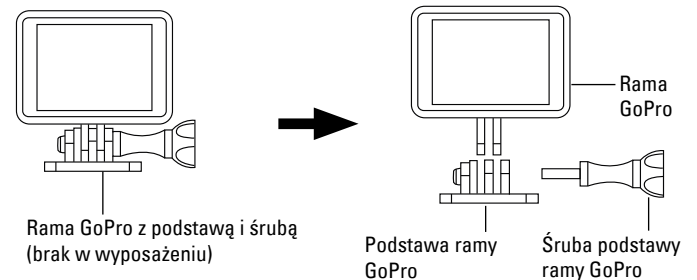 Rama
GoPro
Rama GoPro z podstawą i śrubą
(brak w wyposażeniu)
Podstawa ramy
GoPro
Śruba podstawy
ramy GoPro